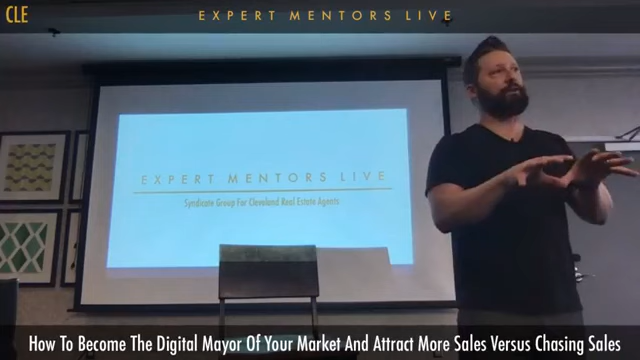 CLE
EXPERT MENTORS LIVE
EXPERT MENTORS LIVE
Syndicate Group For Cleveland Real Estate Agents
How To Become The Digital Mayor Of Your Market And Attract More Sales Versus Chasing Sales